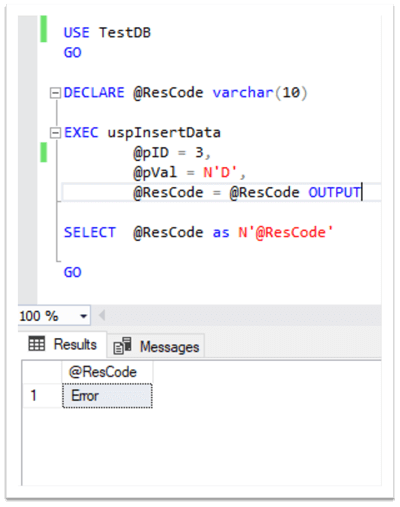 USE TestDB
GO
DECLARE @ResCode varchar(10)
EXEC uspInsertData
@pID = 3,
@pVal = N'D',
@ResCode = @ResCode OUTPUT
SELECT @ResCode as N'@ResCode'
GO
100 %
Results Messages
@ResCode
1 Error